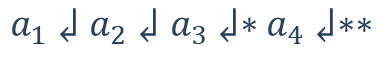 a₁ ↲ a₂ ↲ a₃ ↲* a₄ ↲**